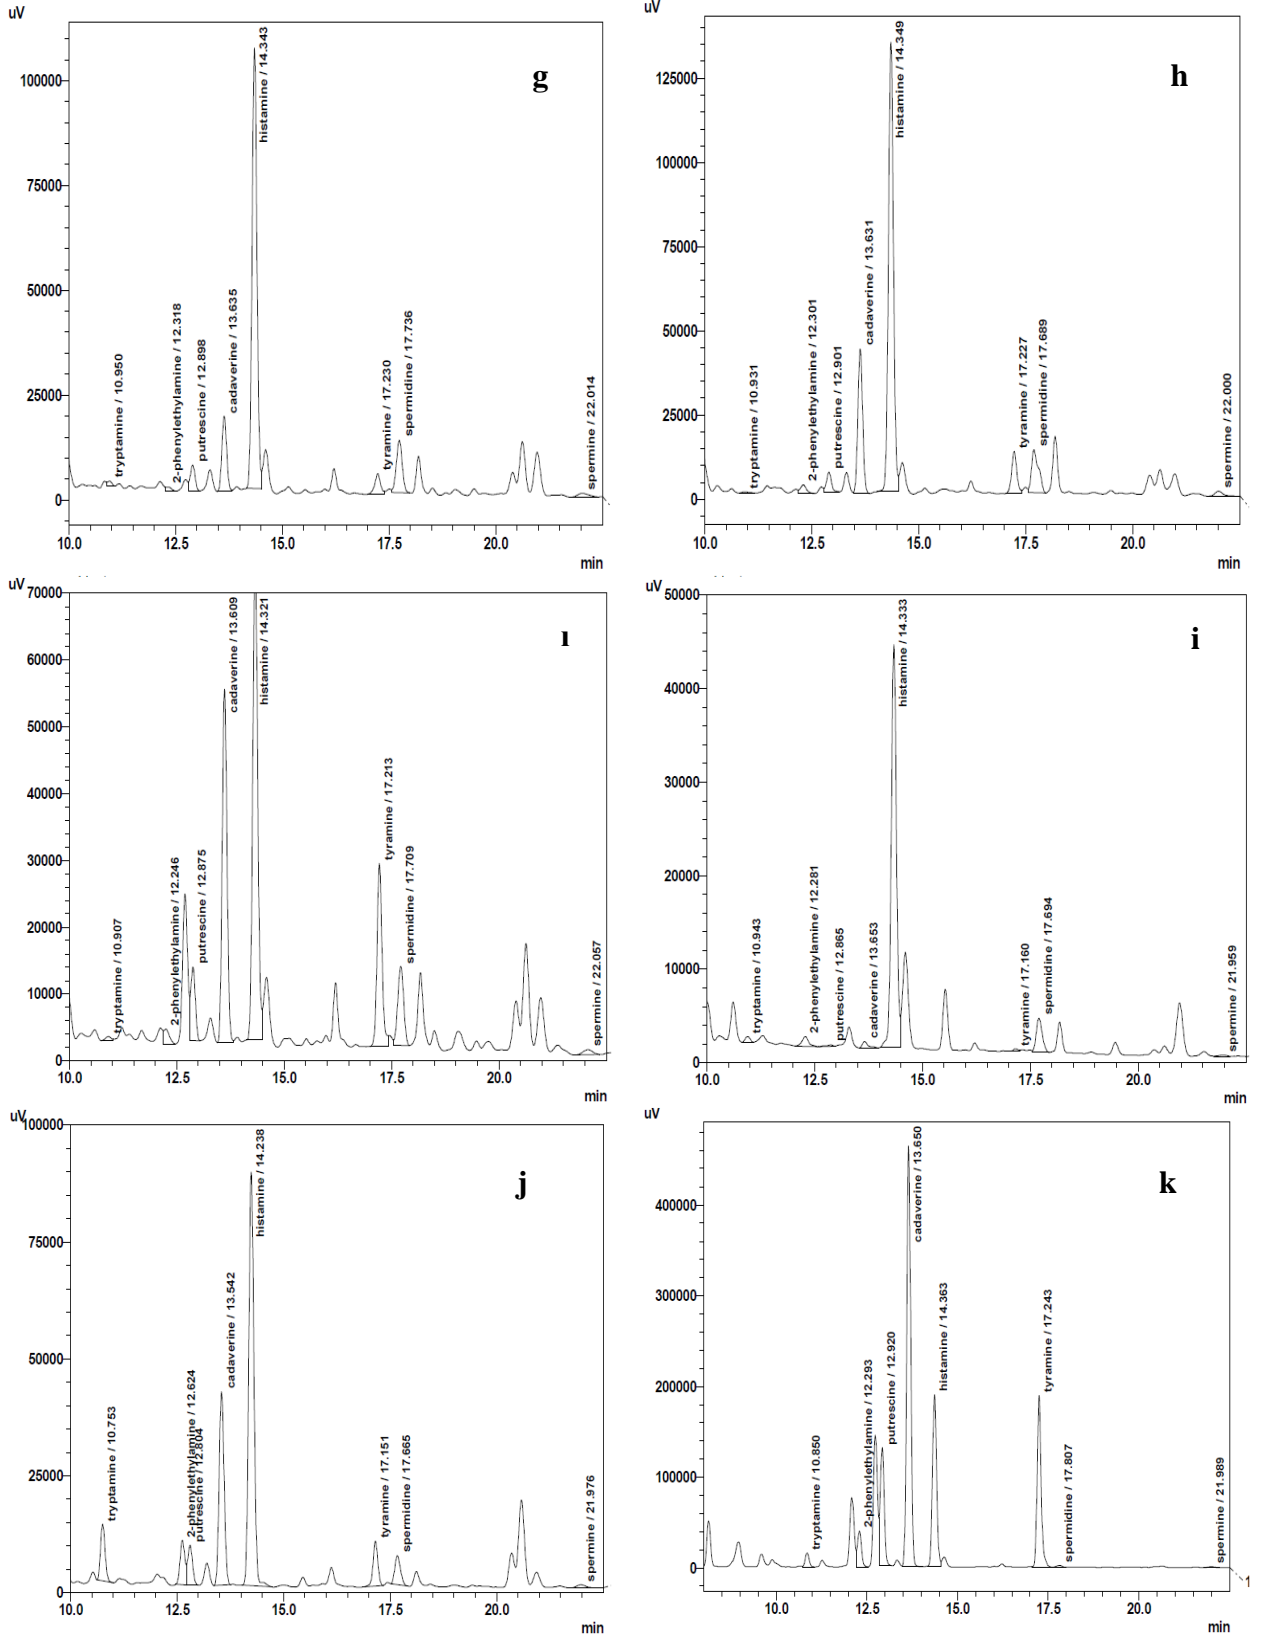 uV
g
100000
75000
50000
25000
0
tryptamine / 10.950
2-phenylethylamine / 12.318
putrescine / 12.898
cadaverine / 13.635
histamine / 14.343
tyramine / 17.230
spermidine / 17.736
spermine / 22.014
10.0 12.5 15.0 17.5 20.0
min
uV
h
125000
100000
75000
50000
25000
0
tryptamine / 10.931
2-phenylethylamine / 12.301
putrescine / 12.901
cadaverine / 13.631
histamine / 14.349
tyramine / 17.227
spermidine / 17.689
spermine / 22.000
10.0 12.5 15.0 17.5 20.0
min
uV
ı
70000
60000
50000
40000
30000
20000
10000
0
tryptamine / 10.907
2-phenylethylamine / 12.246
putrescine / 12.875
cadaverine / 13.609
histamine / 14.321
tyramine / 17.213
spermidine / 17.709
spermine / 22.057
10.0 12.5 15.0 17.5 20.0
min
uV
i
50000
40000
30000
20000
10000
0
tryptamine / 10.943
2-phenylethylamine / 12.281
putrescine / 12.865
cadaverine / 13.653
histamine / 14.333
tyramine / 17.160
spermidine / 17.694
spermine / 21.959
10.0 12.5 15.0 17.5 20.0
min
uV
j
100000
75000
50000
25000
0
tryptamine / 10.753
2-phenylethylamine / 12.624
putrescine / 12.804
cadaverine / 13.542
histamine / 14.238
tyramine / 17.151
spermidine / 17.665
spermine / 21.976
10.0 12.5 15.0 17.5 20.0
min
uV
k
400000
300000
200000
100000
0
tryptamine / 10.850
2-phenylethylamine / 12.293
putrescine / 12.920
cadaverine / 13.650
histamine / 14.363
tyramine / 17.243
spermidine / 17.807
spermine / 21.989
1
10.0 12.5 15.0 17.5 20.0
min